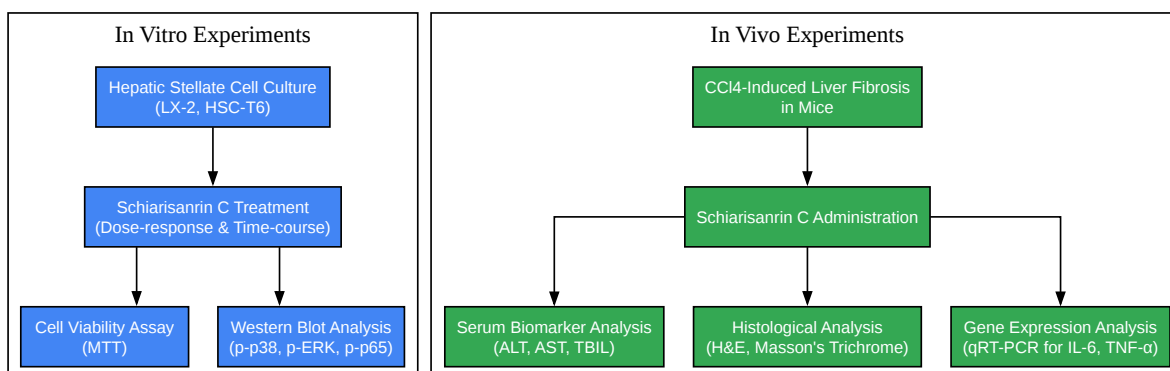 In Vitro Experiments
Hepatic Stellate Cell Culture
(LX-2, HSC-T6)
Schiarisanrin C Treatment
(Dose-response & Time-course)
Cell Viability Assay
(MTT)
Western Blot Analysis
(p-p38, p-ERK, p-p65)
In Vivo Experiments
CCl4-Induced Liver Fibrosis
in Mice
Schiarisanrin C Administration
Serum Biomarker Analysis
(ALT, AST, TBIL)
Histological Analysis
(H&E, Masson's Trichrome)
Gene Expression Analysis
(qRT-PCR for IL-6, TNF-α)